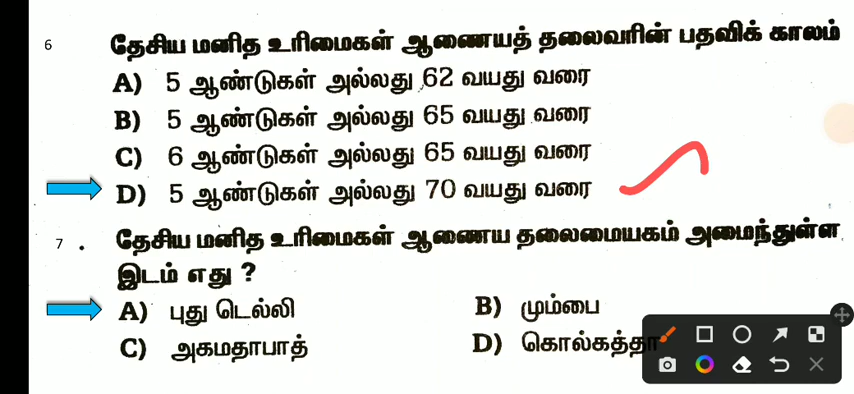 6 தேசிய மனித உரிமைகள் ஆணையத் தலைவரின் பதவிக் காலம்
A) 5 ஆண்டுகள் அல்லது 62 வயது வரை
B) 5 ஆண்டுகள் அல்லது 65 வயது வரை
C) 6 ஆண்டுகள் அல்லது 65 வயது வரை
D) 5 ஆண்டுகள் அல்லது 70 வயது வரை
7 . தேசிய மனித உரிமைகள் ஆணைய தலைமையகம் அமைந்துள்ள
இடம் எது ?
A) புது டெல்லி B) மும்பை
C) அகமதாபாத் D) கொல்கத்தா